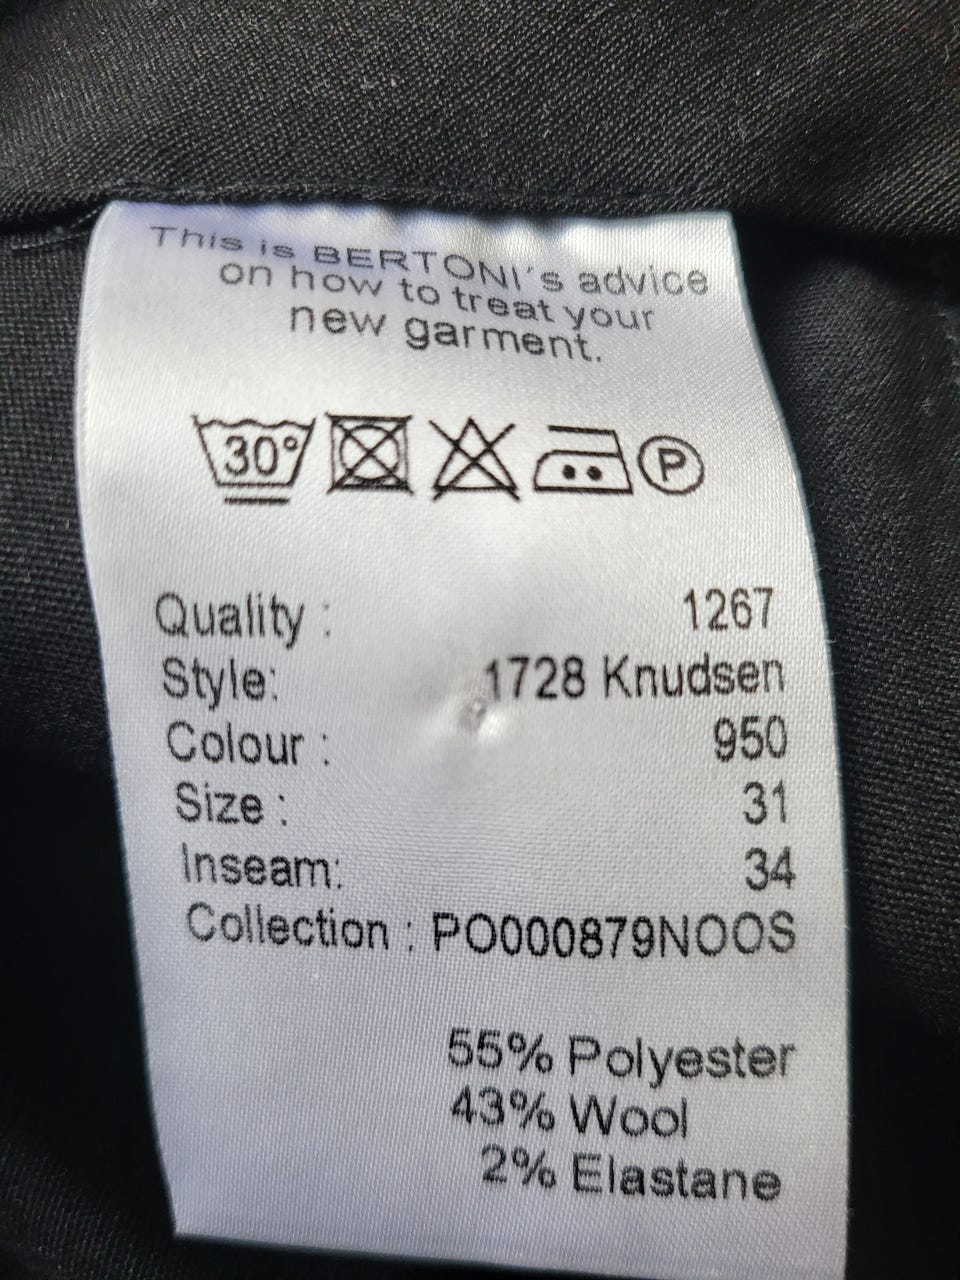 This is BERTONI's advice
on how to treat your
new garment.
30°
P
Quality : 1267
Style: 1728 Knudsen
Colour : 950
Size : 31
Inseam: 34
Collection : PO000879NOOS
55% Polyester
43% Wool
2% Elastane